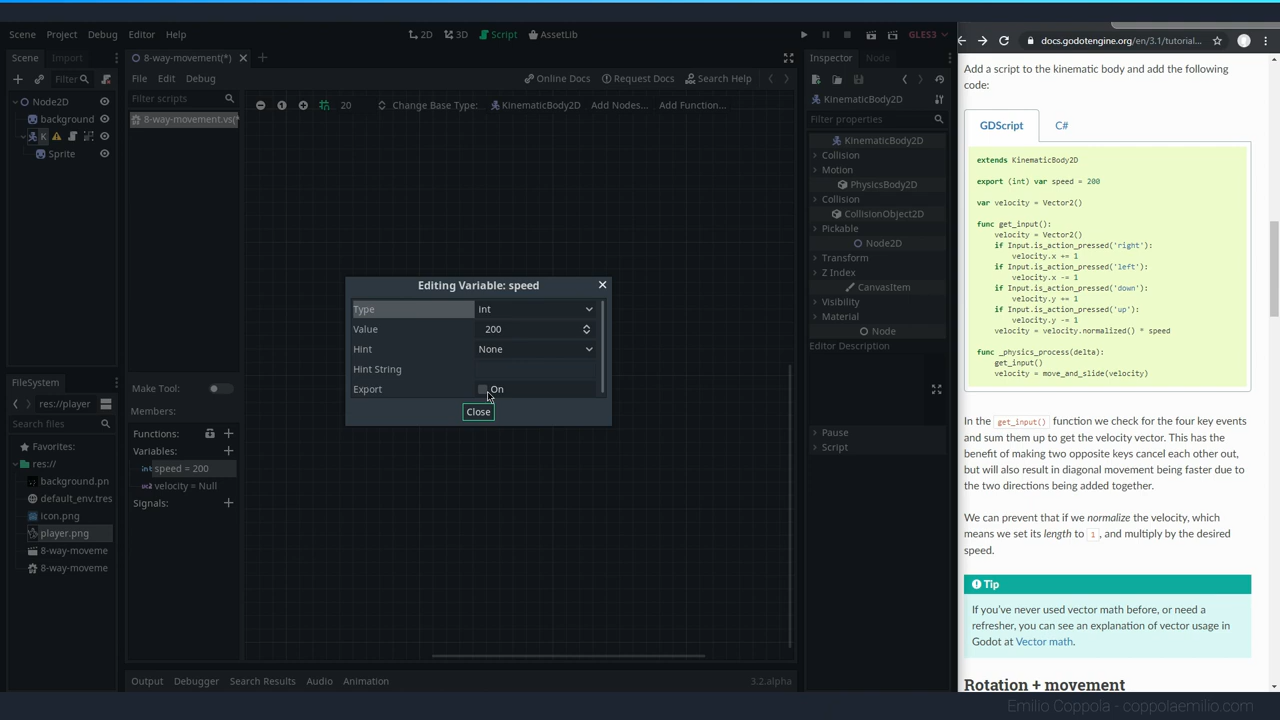 Scene Project Debug Editor Help
2D 3D Script AssetLib
GLES3
Scene Import
Filter
Node2D
background
K
Sprite
FileSystem
res://player
Search files
Favorites:
res://
background.pn
default_env.tres
icon.png
player.png
8-way-moveme
8-way-moveme
8-way-movement(*)
File Edit Debug
Online Docs Request Docs Search Help
Filter scripts
8-way-movement.vs(*
20 Change Base Type: KinematicBody2D Add Nodes... Add Function...
Make Tool:
Members:
Functions:
Variables:
int speed = 200
vec2 velocity = Null
Signals:
Editing Variable: speed
Type int
Value 200
Hint None
Hint String
Export On
Close
Output Debugger Search Results Audio Animation 3.2.alpha
Inspector Node
KinematicBody2D
Filter properties
KinematicBody2D
Collision
Motion
PhysicsBody2D
Collision
CollisionObject2D
Pickable
Node2D
Transform
Z Index
CanvasItem
Visibility
Material
Node
Editor Description
Pause
Script
docs.godotengine.org/en/3.1/tutorial...
Add a script to the kinematic body and add the following
code:
GDScript C#
extends KinematicBody2D
export (int) var speed = 200
var velocity = Vector2()
func get_input():
velocity = Vector2()
if Input.is_action_pressed('right'):
velocity.x += 1
if Input.is_action_pressed('left'):
velocity.x -= 1
if Input.is_action_pressed('down'):
velocity.y += 1
if Input.is_action_pressed('up'):
velocity.y -= 1
velocity = velocity.normalized() * speed
func _physics_process(delta):
get_input()
velocity = move_and_slide(velocity)
In the get_input() function we check for the four key events
and sum them up to get the velocity vector. This has the
benefit of making two opposite keys cancel each other out,
but will also result in diagonal movement being faster due to
the two directions being added together.
We can prevent that if we normalize the velocity, which
means we set its length to 1 , and multiply by the desired
speed.
Tip
If you've never used vector math before, or need a
refresher, you can see an explanation of vector usage in
Godot at Vector math.
Rotation + movement
Emilio Coppola - coppolaemilio.com